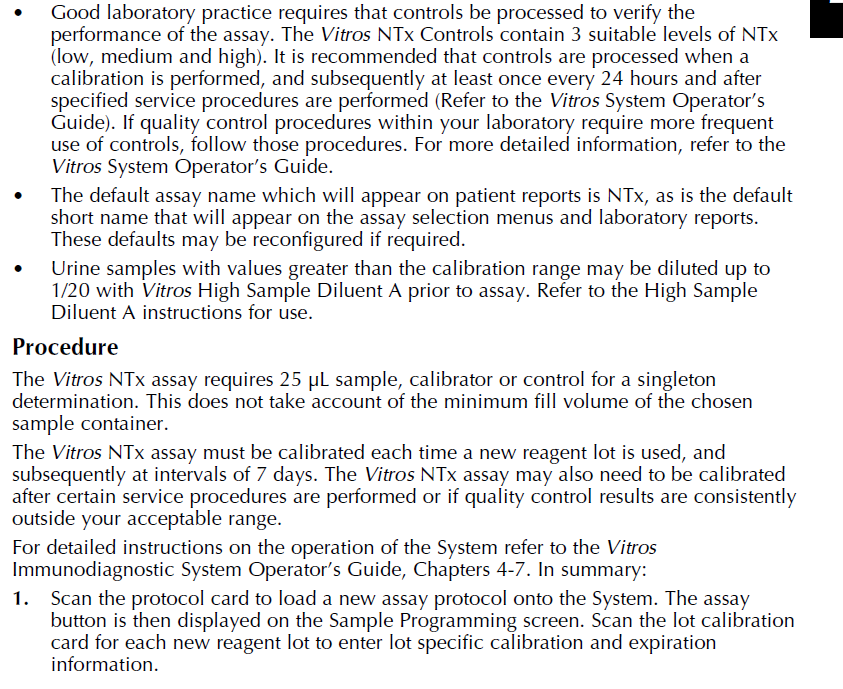 • Good laboratory practice requires that controls be processed to verify the
performance of the assay. The Vitros NTx Controls contain 3 suitable levels of NTx
(low, medium and high). It is recommended that controls are processed when a
calibration is performed, and subsequently at least once every 24 hours and after
specified service procedures are performed (Refer to the Vitros System Operator's
Guide). If quality control procedures within your laboratory require more frequent
use of controls, follow those procedures. For more detailed information, refer to the
Vitros System Operator's Guide.
• The default assay name which will appear on patient reports is NTx, as is the default
short name that will appear on the assay selection menus and laboratory reports.
These defaults may be reconfigured if required.
• Urine samples with values greater than the calibration range may be diluted up to
1/20 with Vitros High Sample Diluent A prior to assay. Refer to the High Sample
Diluent A instructions for use.
Procedure
The Vitros NTx assay requires 25 µL sample, calibrator or control for a singleton
determination. This does not take account of the minimum fill volume of the chosen
sample container.
The Vitros NTx assay must be calibrated each time a new reagent lot is used, and
subsequently at intervals of 7 days. The Vitros NTx assay may also need to be calibrated
after certain service procedures are performed or if quality control results are consistently
outside your acceptable range.
For detailed instructions on the operation of the System refer to the Vitros
Immunodiagnostic System Operator's Guide, Chapters 4-7. In summary:
1. Scan the protocol card to load a new assay protocol onto the System. The assay
button is then displayed on the Sample Programming screen. Scan the lot calibration
card for each new reagent lot to enter lot specific calibration and expiration
information.